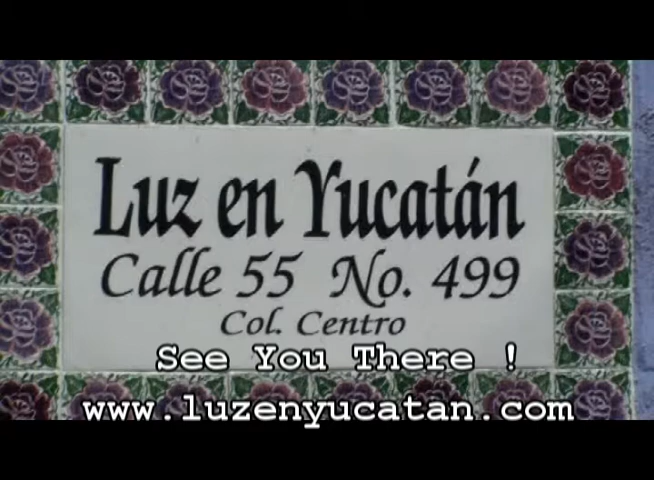 Luz en Yucatán
Calle 55 No. 499
Col. Centro
See You There !
www.luzenyucatan.com